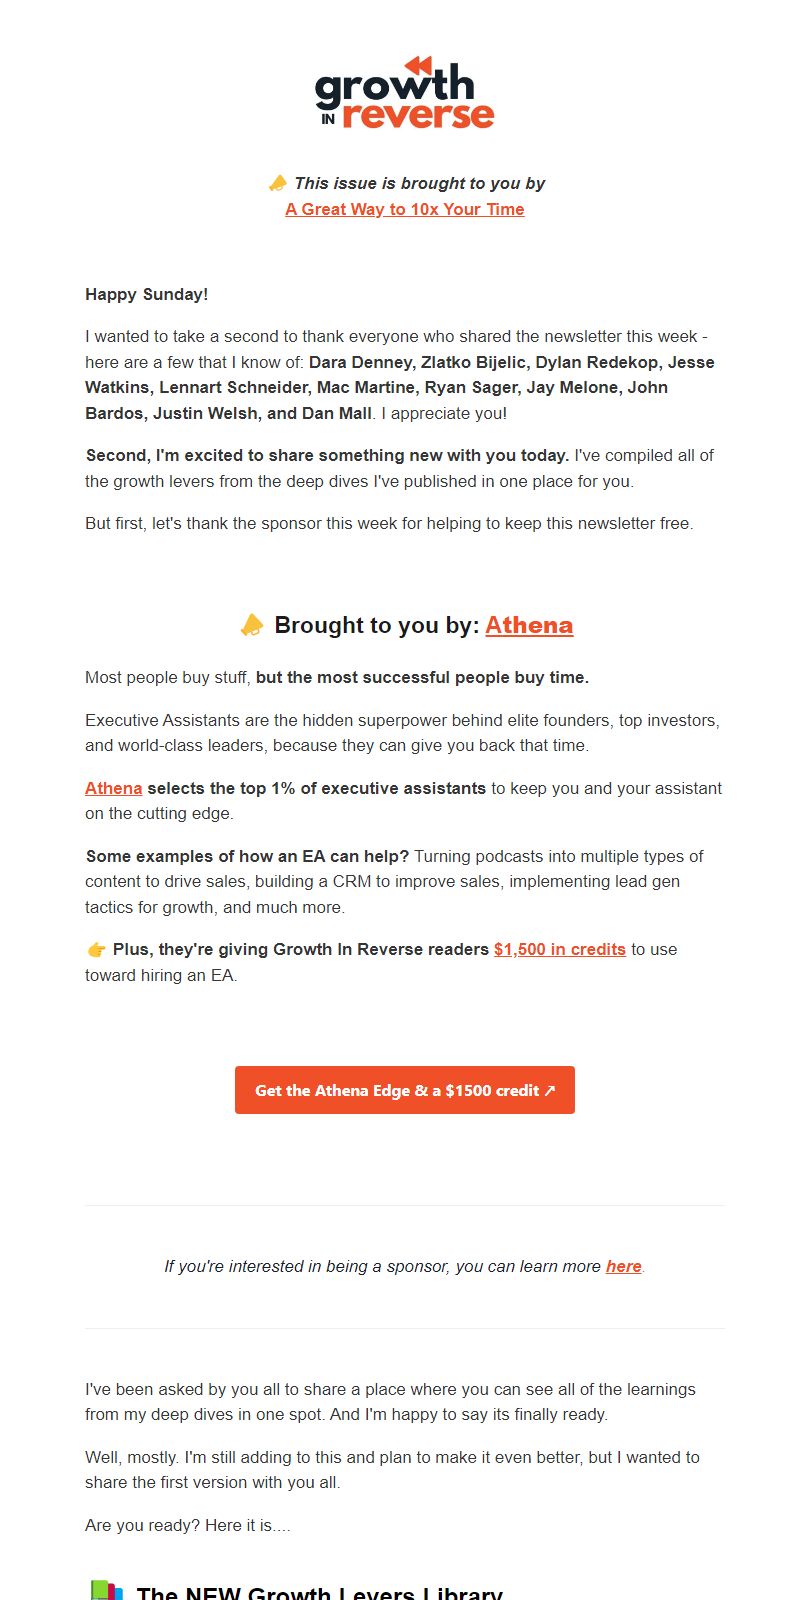 growth
IN reverse
This issue is brought to you by
A Great Way to 10x Your Time
Happy Sunday!
I wanted to take a second to thank everyone who shared the newsletter this week -
here are a few that I know of: Dara Denney, Zlatko Bijelic, Dylan Redekop, Jesse
Watkins, Lennart Schneider, Mac Martine, Ryan Sager, Jay Melone, John
Bardos, Justin Welsh, and Dan Mall. I appreciate you!
Second, I'm excited to share something new with you today. I've compiled all of
the growth levers from the deep dives I've published in one place for you.
But first, let's thank the sponsor this week for helping to keep this newsletter free.
Brought to you by: Athena
Most people buy stuff, but the most successful people buy time.
Executive Assistants are the hidden superpower behind elite founders, top investors,
and world-class leaders, because they can give you back that time.
Athena selects the top 1% of executive assistants to keep you and your assistant
on the cutting edge.
Some examples of how an EA can help? Turning podcasts into multiple types of
content to drive sales, building a CRM to improve sales, implementing lead gen
tactics for growth, and much more.
👉 Plus, they're giving Growth In Reverse readers $1,500 in credits to use
toward hiring an EA.
Get the Athena Edge & a $1500 credit ↗
If you're interested in being a sponsor, you can learn more here.
I've been asked by you all to share a place where you can see all of the learnings
from my deep dives in one spot. And I'm happy to say its finally ready.
Well, mostly. I'm still adding to this and plan to make it even better, but I wanted to
share the first version with you all.
Are you ready? Here it is....
The NEW Growth Levers Library